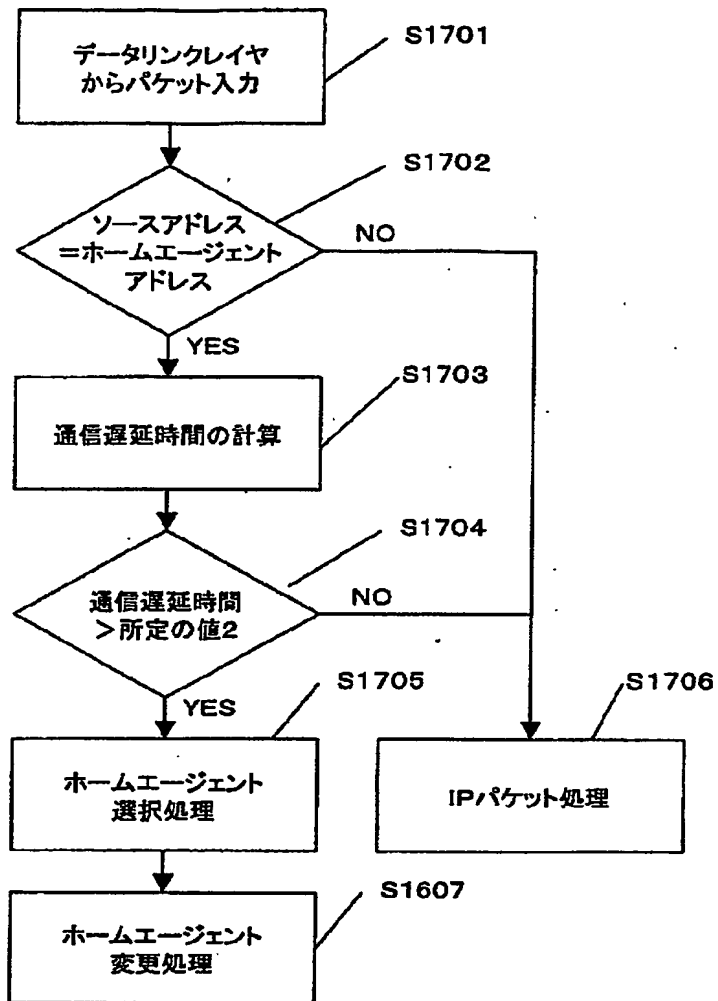 S1701
データリンクレイヤ
からパケット入力
S1702
ソースアドレス
=ホームエージェント
アドレス
NO
YES
S1703
通信遅延時間の計算
S1704
通信遅延時間
>所定の値2
NO
YES
S1705
S1706
ホームエージェント
選択処理
IPパケット処理
S1607
ホームエージェント
変更処理